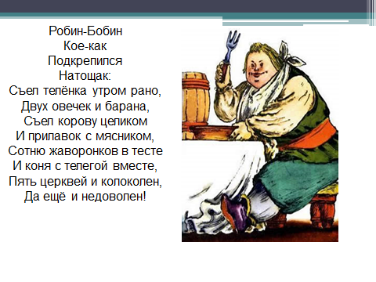 Робин-Бобин
Кое-как
Подкрепился
Натощак:
Съел телёнка утром рано,
Двух овечек и барана,
Съел корову целиком
И прилавок с мясником,
Сотню жаворонков в тесте
И коня с телегой вместе,
Пять церквей и колоколен,
Да ещё и недоволен!